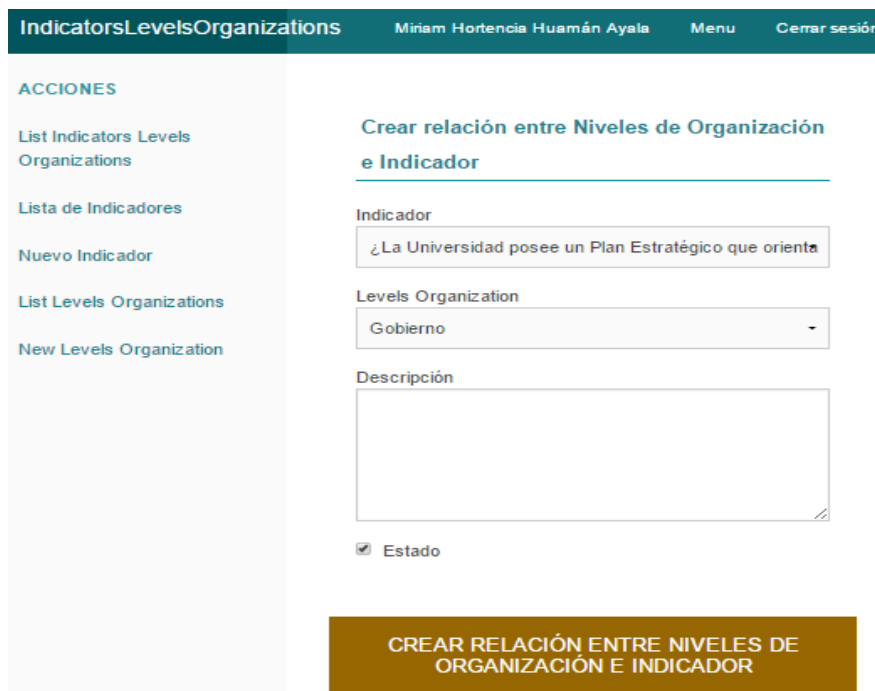 IndicatorsLevelsOrganizations
Miriam Hortencia Huamán Ayala Menu Cerrar sesión
ACCIONES
List Indicators Levels
Organizations
Lista de Indicadores
Nuevo Indicador
List Levels Organizations
New Levels Organization
Crear relación entre Niveles de Organización
e Indicador
Indicador
¿La Universidad posee un Plan Estratégico que orienta
Levels Organization
Gobierno
Descripción
Estado
CREAR RELACIÓN ENTRE NIVELES DE
ORGANIZACIÓN E INDICADOR